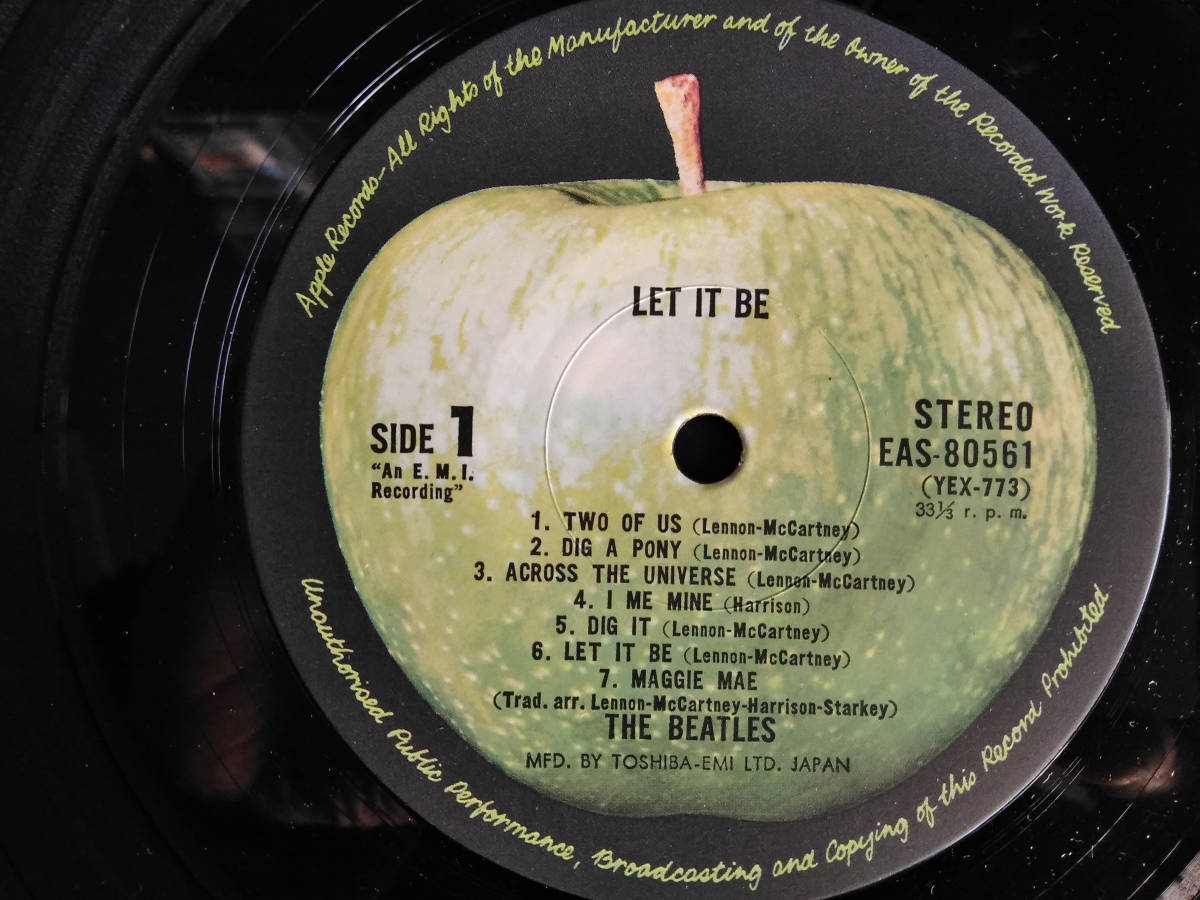 Apple Records-All Rights of the Manufacturer and of the Owner of the Recorded Work Reserved
LET IT BE
SIDE 1
"An E. M. I.
Recording"
STEREO
EAS-80561
(YEX-773)
33⅓ r. p. m.
1. TWO OF US (Lennon-McCartney)
2. DIG A PONY (Lennon-McCartney)
3. ACROSS THE UNIVERSE (Lennon-McCartney)
4. I ME MINE (Harrison)
5. DIG IT (Lennon-McCartney)
6. LET IT BE (Lennon-McCartney)
7. MAGGIE MAE
(Trad. arr. Lennon-McCartney-Harrison-Starkey)
THE BEATLES
MFD. BY TOSHIBA-EMI LTD. JAPAN
Unauthorised Public Performance, Broadcasting and Copying of this Record Prohibited.